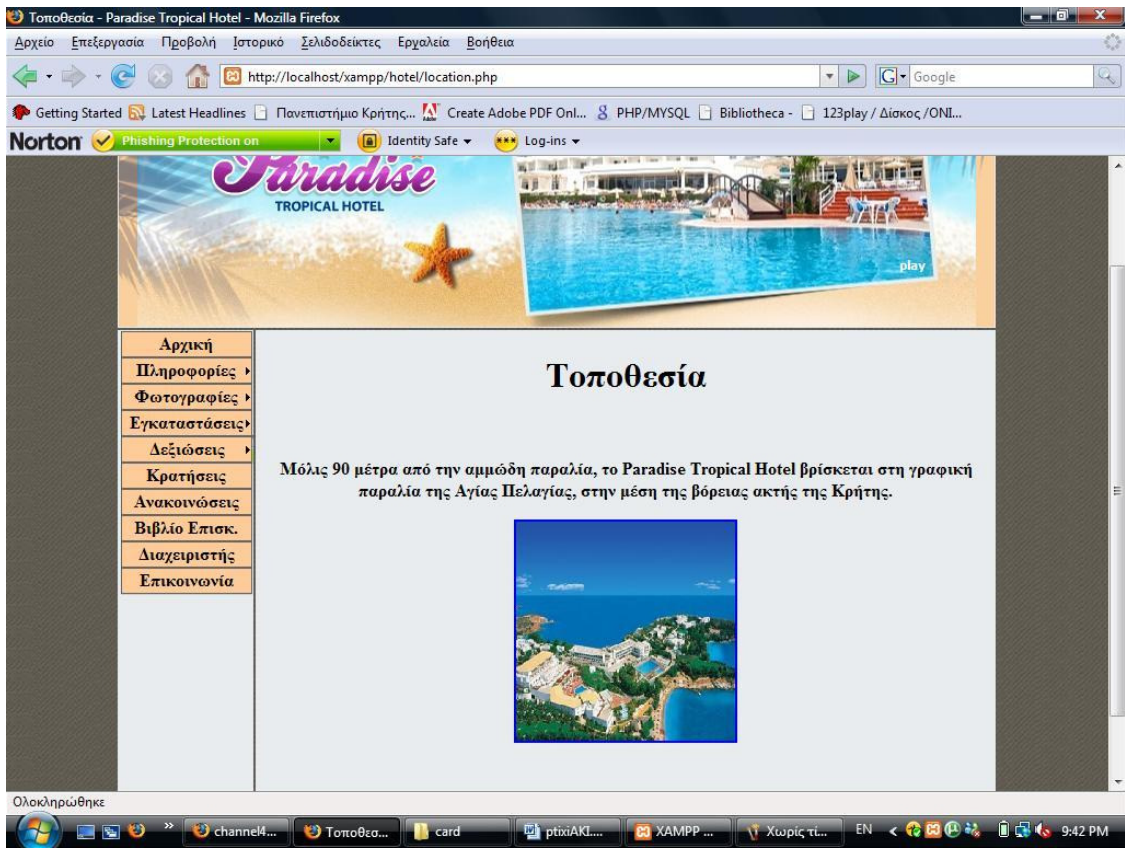 Τοποθεσία - Paradise Tropical Hotel - Mozilla Firefox
Αρχείο Επεξεργασία Προβολή Ιστορικό Σελιδοδείκτες Εργαλεία Βοήθεια
http://localhost/xampp/hotel/location.php
G Google
Getting Started Latest Headlines Πανεπιστήμιο Κρήτης... Create Adobe PDF Onl... PHP/MYSQL Bibliotheca - 123play / Δίσκος /ONI...
Norton Phishing Protection on Identity Safe Log-ins
Paradise
TROPICAL HOTEL
play
Αρχική
Πληροφορίες
Φωτογραφίες
Εγκαταστάσεις
Δεξιώσεις
Κρατήσεις
Ανακοινώσεις
Βιβλίο Επισκ.
Διαχειριστής
Επικοινωνία
Τοποθεσία
Μόλις 90 μέτρα από την αμμώδη παραλία, το Paradise Tropical Hotel βρίσκεται στη γραφική
παραλία της Αγίας Πελαγίας, στην μέση της βόρειας ακτής της Κρήτης.
Ολοκληρώθηκε
channel4... Τοποθεσ... card ptixiAKI.... XAMPP ... Χωρίς τί... EN 9:42 PM